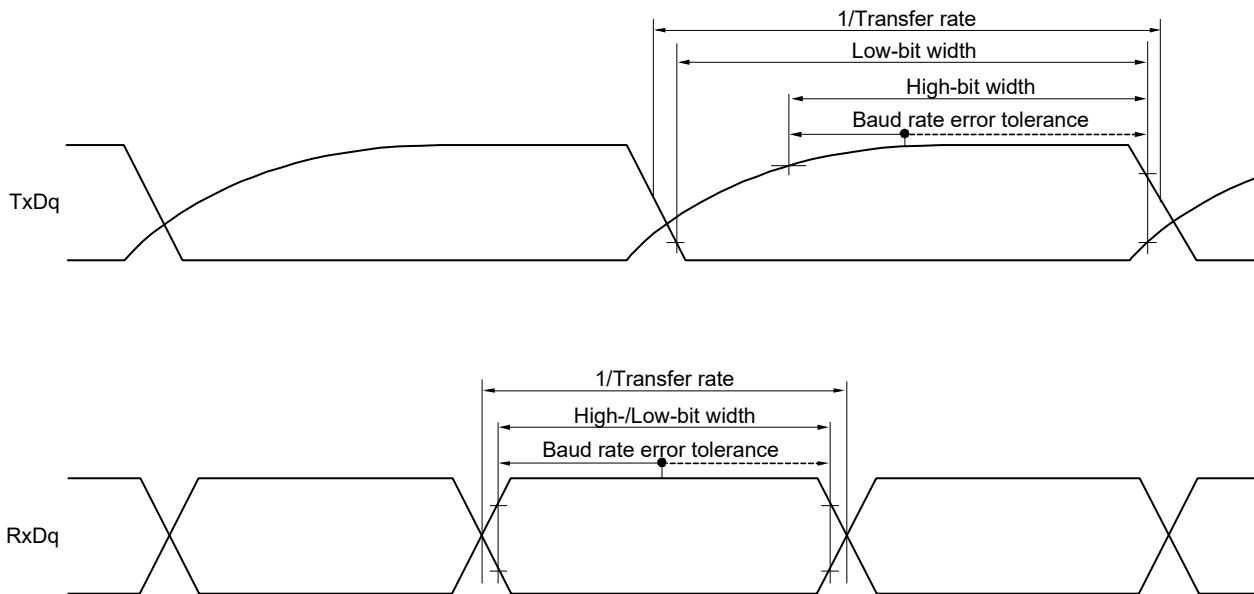 1/Transfer rate
Low-bit width
High-bit width
Baud rate error tolerance
TxDq
1/Transfer rate
High-/Low-bit width
Baud rate error tolerance
RxDq